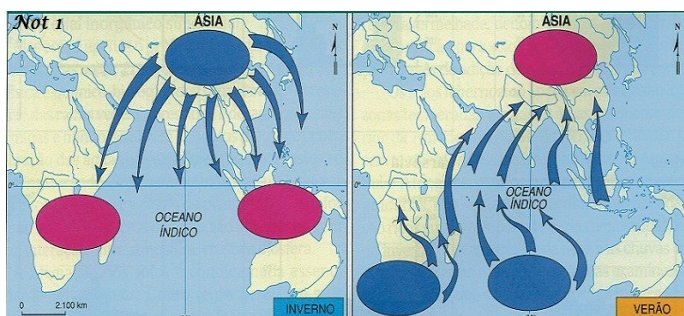 Not 1
ÁSIA
N
0°
OCEANO
ÍNDICO
0 2.100 km
INVERNO
ÁSIA
N
0°
OCEANO
ÍNDICO
VERÃO